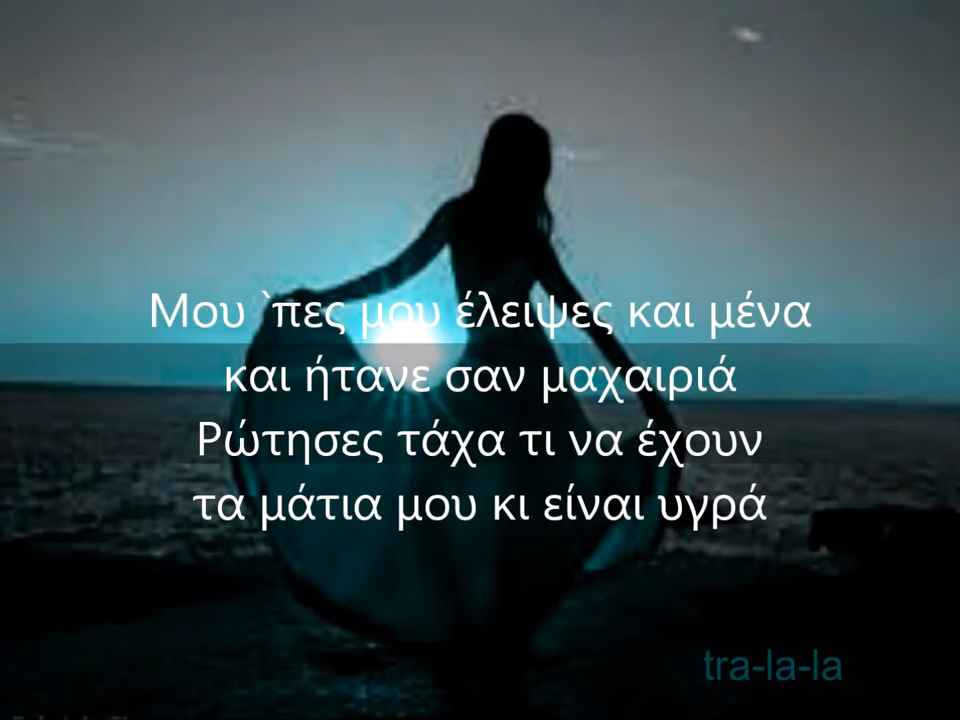 Μου `πες μου έλειψες και μένα
και ήτανε σαν μαχαιριά
Ρώτησες τάχα τι να έχουν
τα μάτια μου κι είναι υγρά
tra-la-la